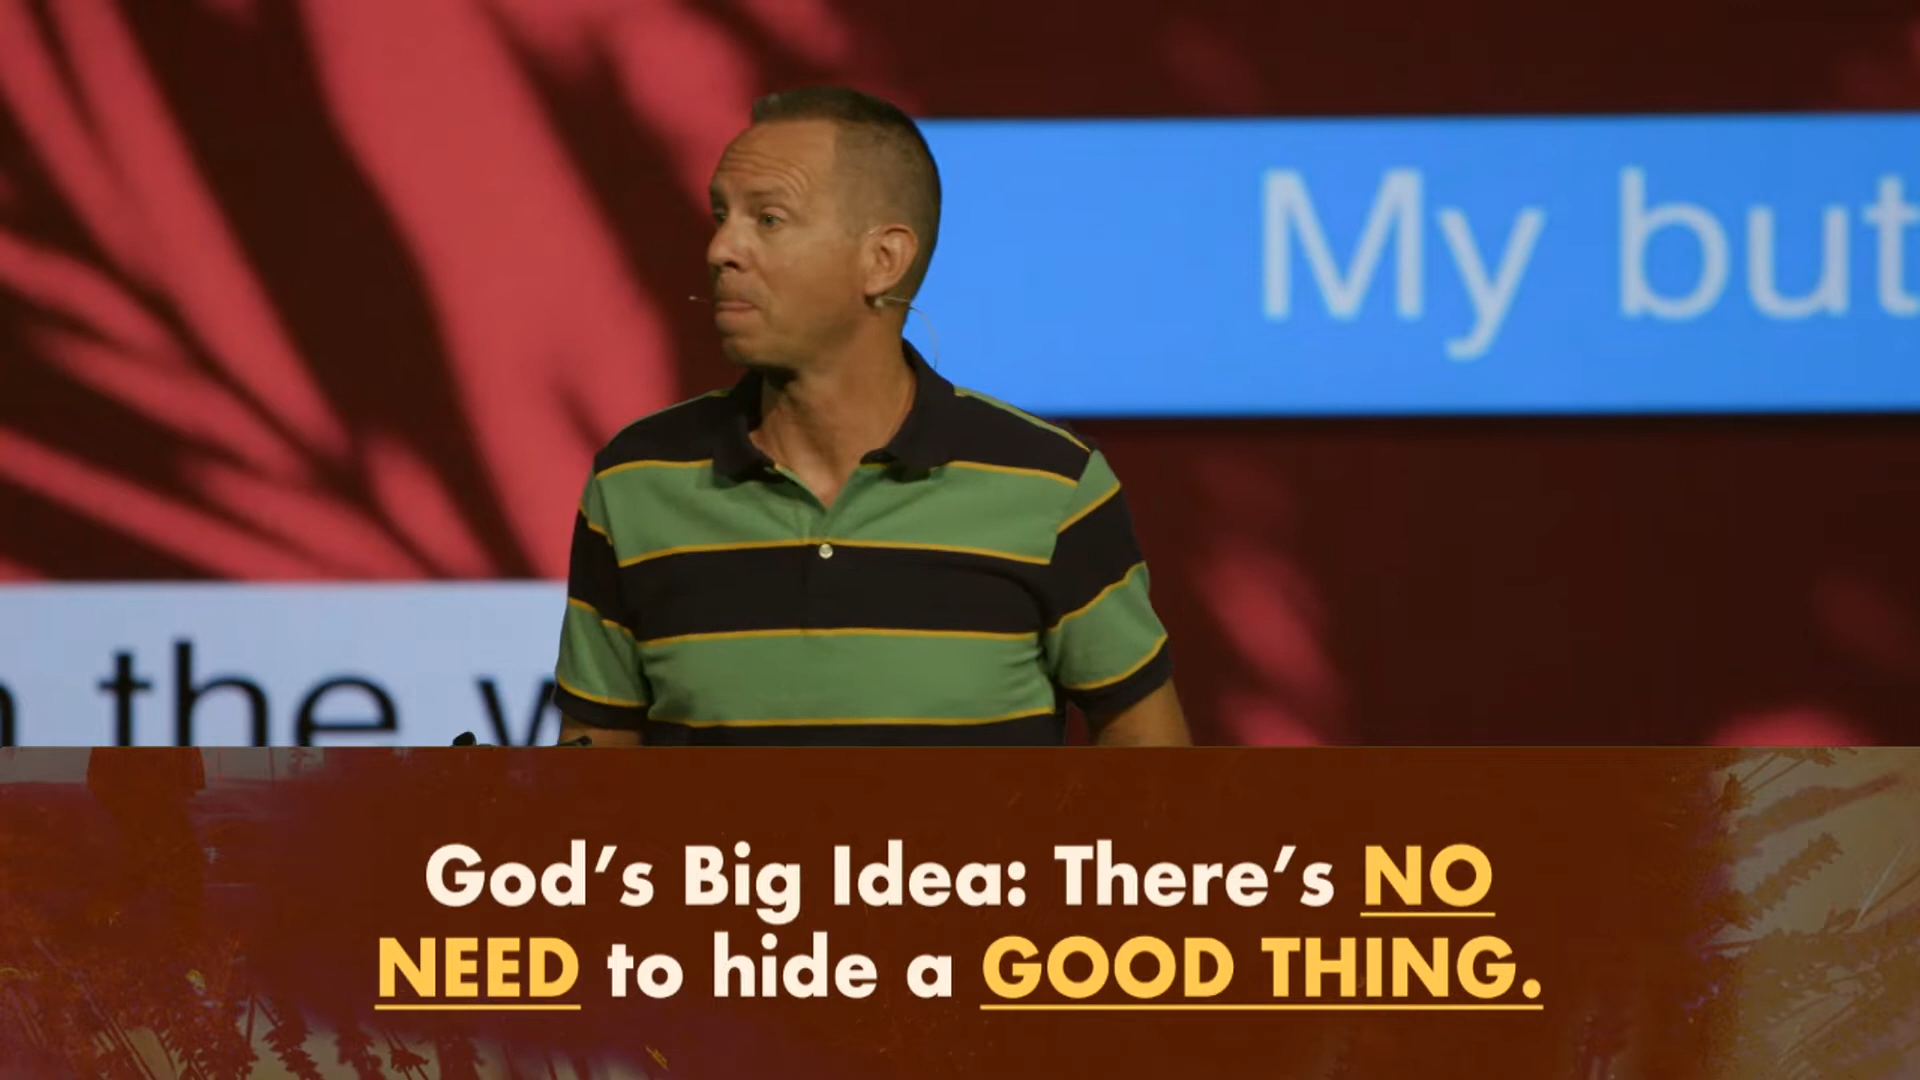 My but
the
God's Big Idea: There's NO
NEED to hide a GOOD THING.